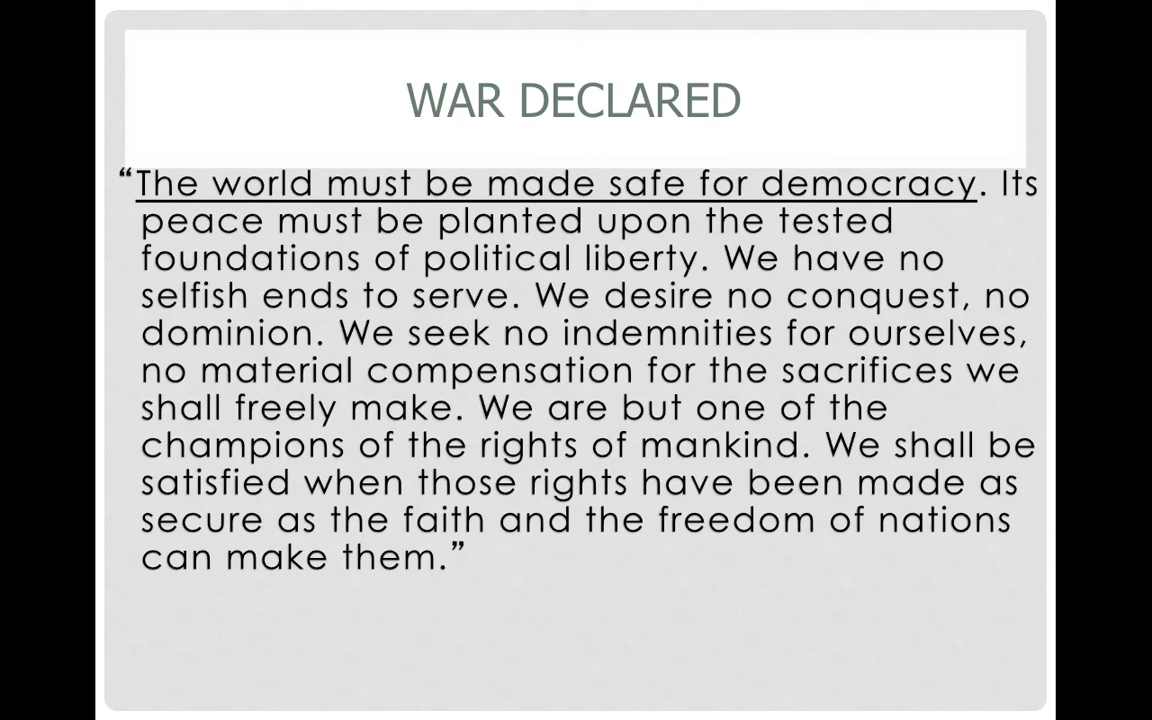 WAR DECLARED
“The world must be made safe for democracy. Its
peace must be planted upon the tested
foundations of political liberty. We have no
selfish ends to serve. We desire no conquest, no
dominion. We seek no indemnities for ourselves,
no material compensation for the sacrifices we
shall freely make. We are but one of the
champions of the rights of mankind. We shall be
satisfied when those rights have been made as
secure as the faith and the freedom of nations
can make them.”